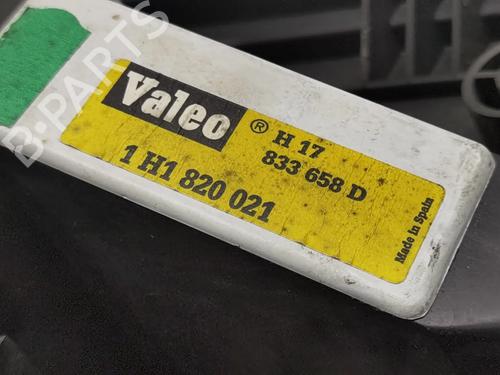 Valeo ® H 17
833 658 D
1 H1 820 021
Made in Spain
B-PARTS